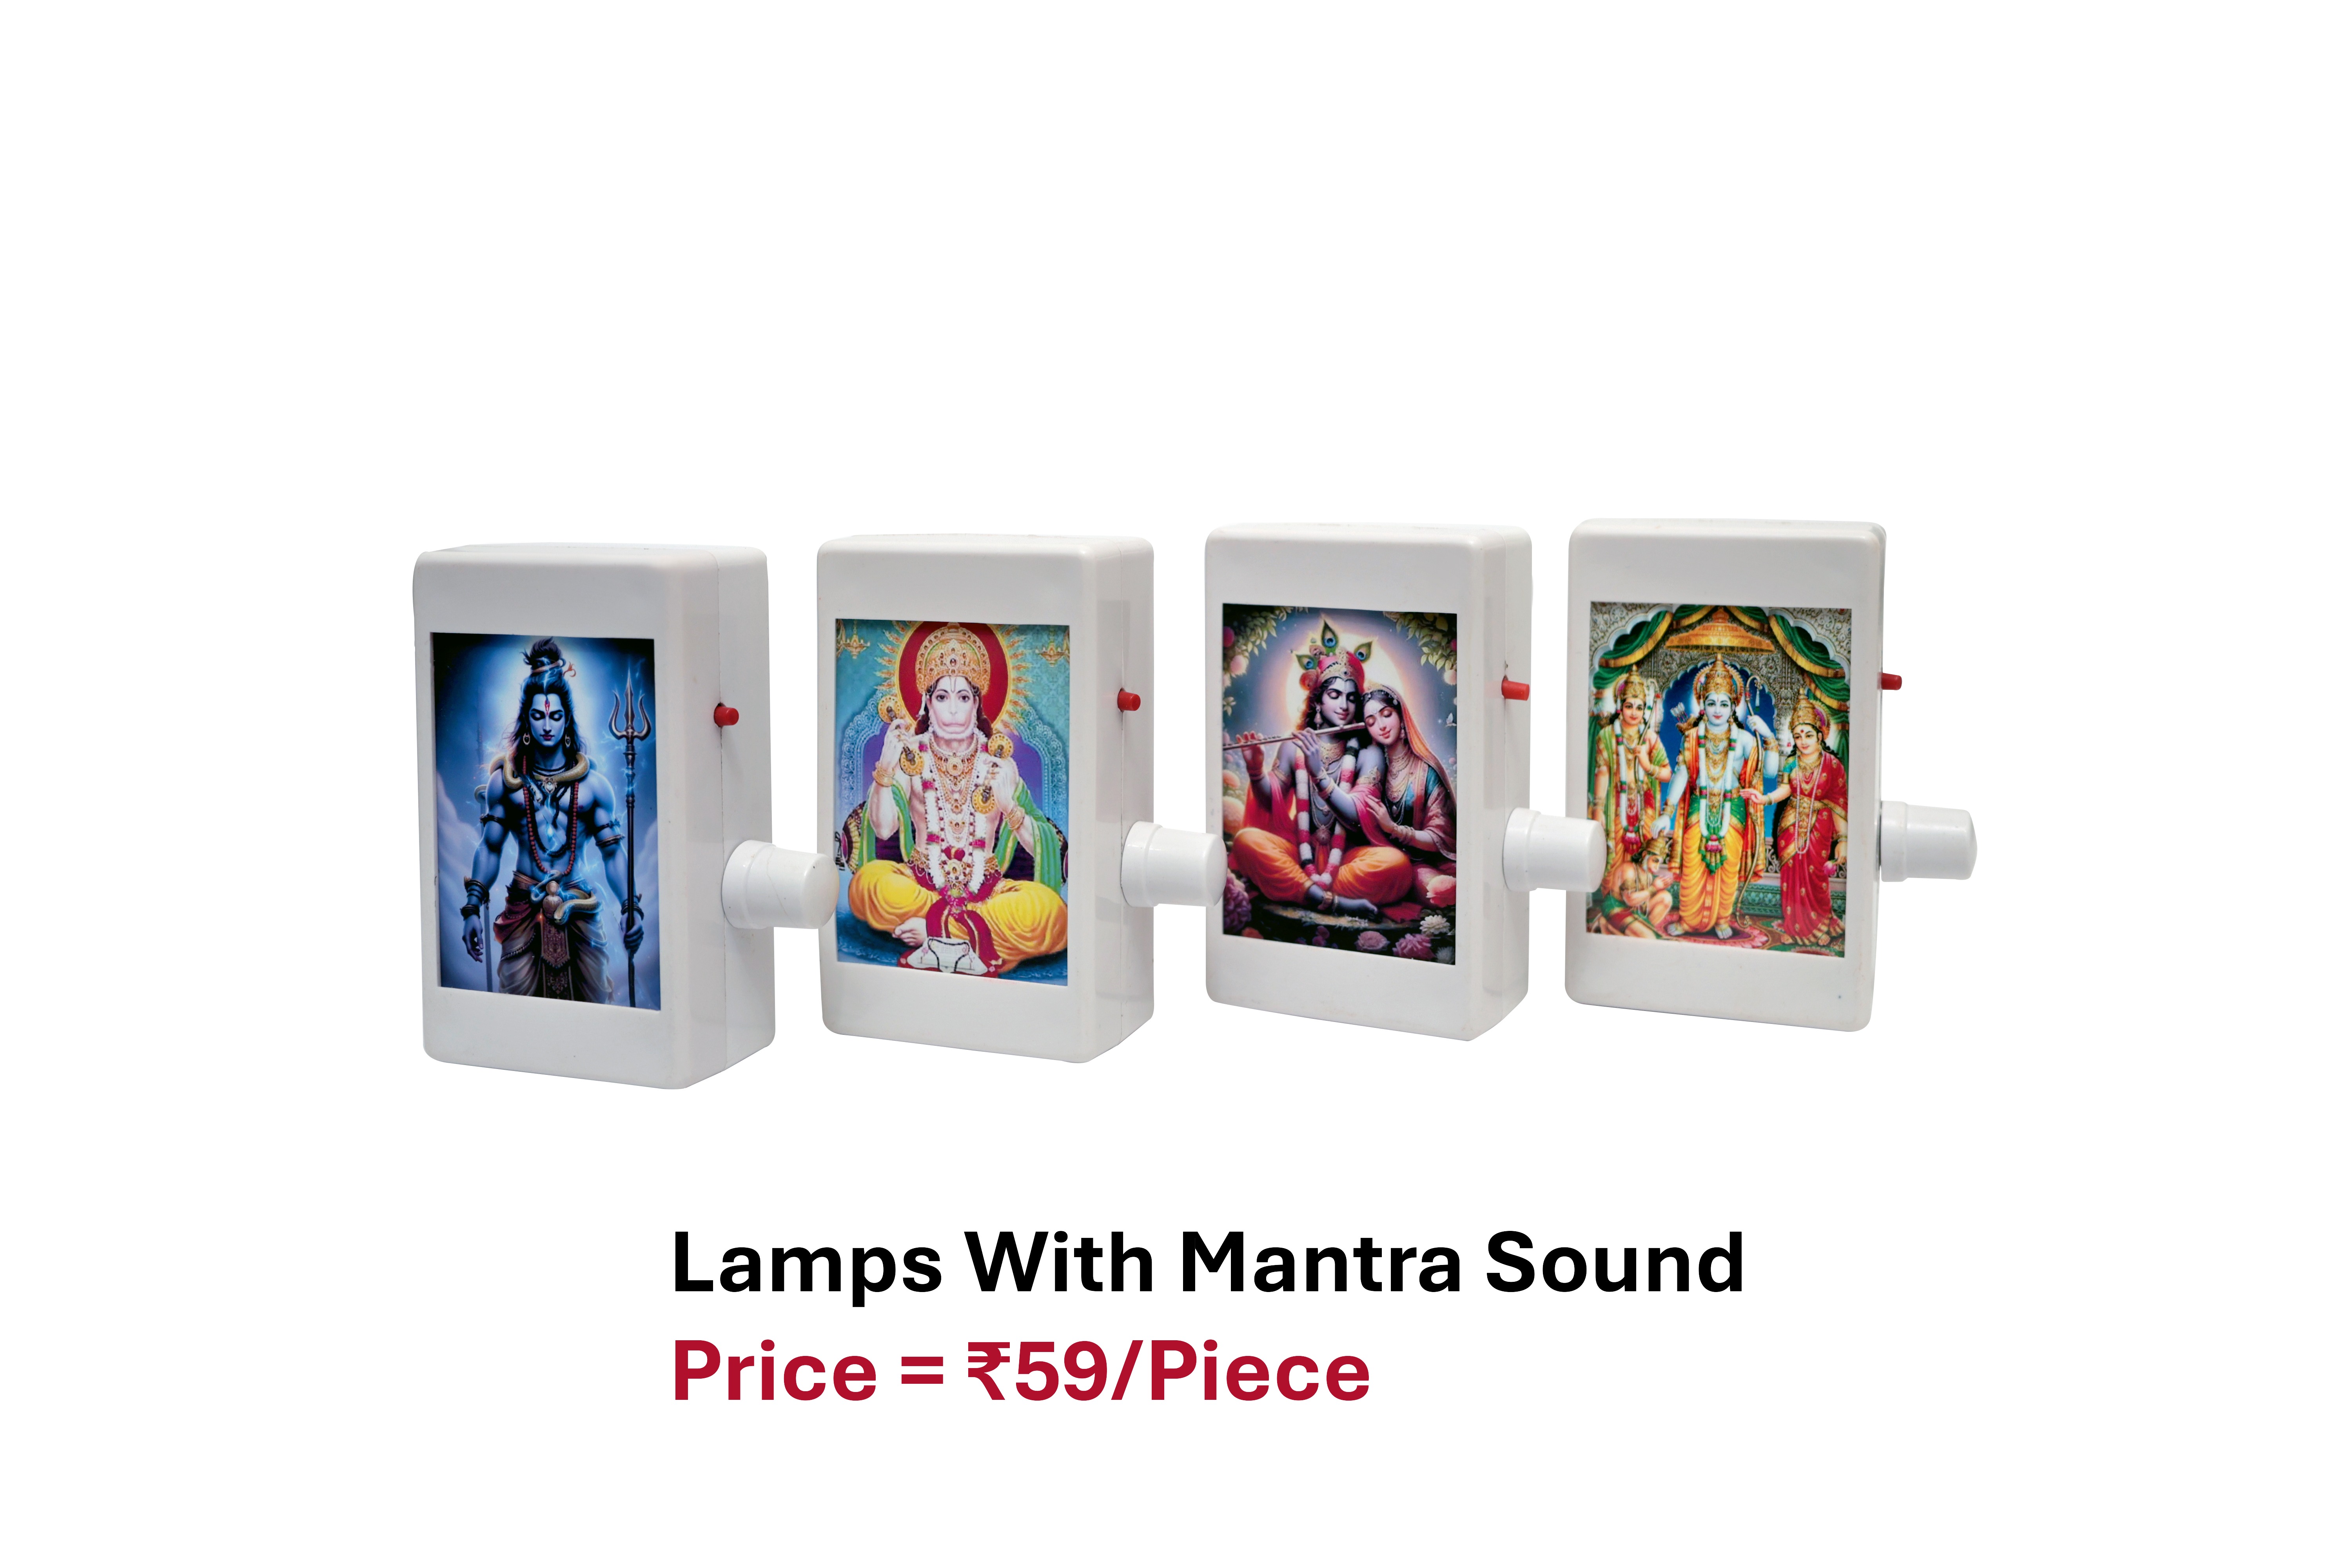 Lamps With Mantra Sound
Price = ₹59/Piece